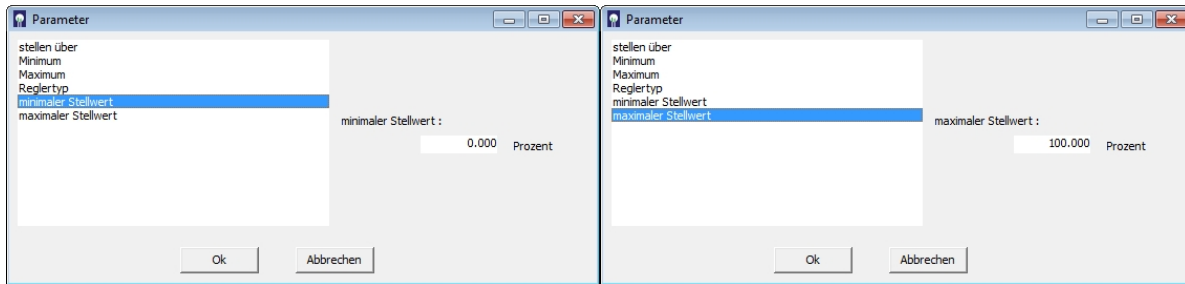 Parameter
stellen über
Minimum
Maximum
Reglertyp
minimaler Stellwert
maximaler Stellwert
minimaler Stellwert :
0.000 Prozent
Ok Abbrechen
Parameter
stellen über
Minimum
Maximum
Reglertyp
minimaler Stellwert
maximaler Stellwert
maximaler Stellwert :
100.000 Prozent
Ok Abbrechen